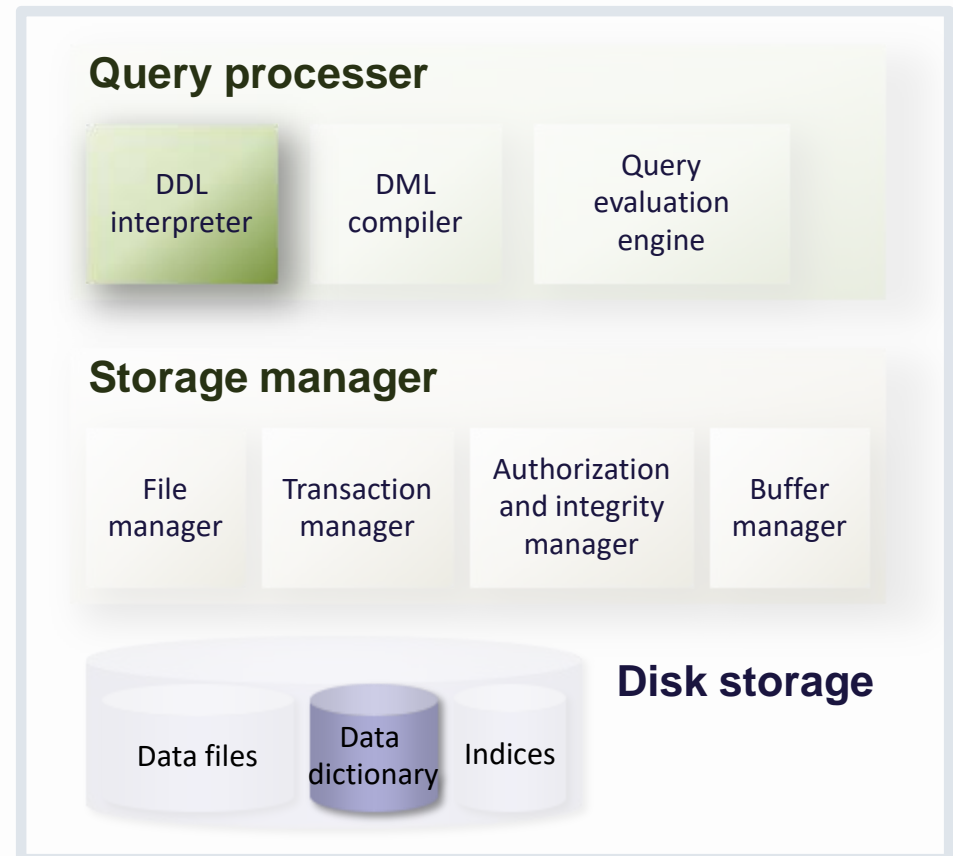 Query processer
DDL
interpreter
DML
compiler
Query
evaluation
engine
Storage manager
File
manager
Transaction
manager
Authorization
and integrity
manager
Buffer
manager
Disk storage
Data files
Data
dictionary
Indices